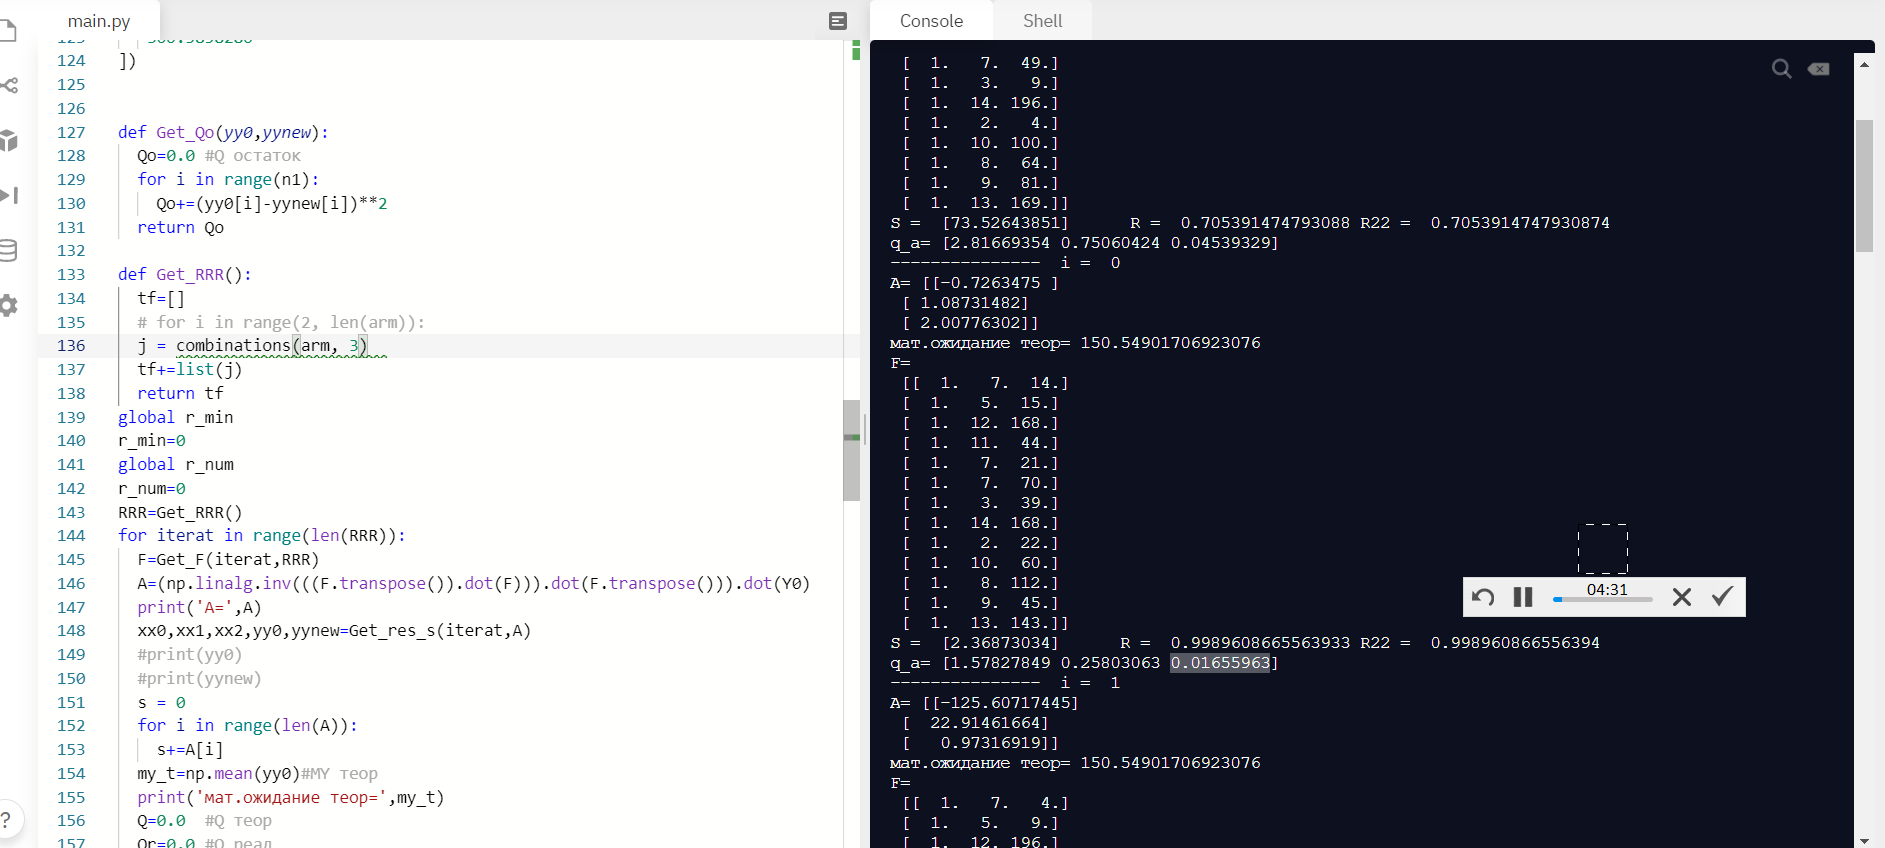 main.py
124 ])
125
126
127 def Get_Qo(yy0,yynew):
128 Qo=0.0 #Q остаток
129 for i in range(n1):
130 Qo+=(yy0[i]-yynew[i])**2
131 return Qo
132
133 def Get_RRR():
134 tf=[]
135 # for i in range(2, len(arm)):
136 j = combinations(arm, 3)
137 tf+=list(j)
138 return tf
139 global r_min
140 r_min=0
141 global r_num
142 r_num=0
143 RRR=Get_RRR()
144 for iterat in range(len(RRR)):
145 F=Get_F(iterat,RRR)
146 A=(np.linalg.inv(((F.transpose()).dot(F))).dot(F.transpose())).dot(Y0)
147 print('A=',A)
148 xx0,xx1,xx2,yy0,yynew=Get_res_s(iterat,A)
149 #print(yy0)
150 #print(yynew)
151 s = 0
152 for i in range(len(A)):
153 s+=A[i]
154 my_t=np.mean(yy0)#MY теор
155 print('мат.ожидание теор=',my_t)
156 Q=0.0 #Q теор
157 Qr=0.0 #Q реал
Console Shell
[ 1. 7. 49.]
[ 1. 3. 9.]
[ 1. 14. 196.]
[ 1. 2. 4.]
[ 1. 10. 100.]
[ 1. 8. 64.]
[ 1. 9. 81.]
[ 1. 13. 169.]]
S = [73.52643851] R = 0.705391474793088 R22 = 0.7053914747930874
q_a= [2.81669354 0.75060424 0.04539329]
--------------- i = 0
A= [[-0.7263475 ]
[ 1.08731482]
[ 2.00776302]]
мат.ожидание теор= 150.54901706923076
F=
[[ 1. 7. 14.]
[ 1. 5. 15.]
[ 1. 12. 168.]
[ 1. 11. 44.]
[ 1. 7. 21.]
[ 1. 7. 70.]
[ 1. 3. 39.]
[ 1. 14. 168.]
[ 1. 2. 22.]
[ 1. 10. 60.]
[ 1. 8. 112.]
[ 1. 9. 45.]
[ 1. 13. 143.]]
S = [2.36873034] R = 0.9989608665563933 R22 = 0.998960866556394
q_a= [1.57827849 0.25803063 0.01655963]
--------------- i = 1
A= [[-125.60717445]
[ 22.91461664]
[ 0.97316919]]
мат.ожидание теор= 150.54901706923076
F=
[[ 1. 7. 4.]
[ 1. 5. 9.]
[ 1. 12. 196.]
04:31
?